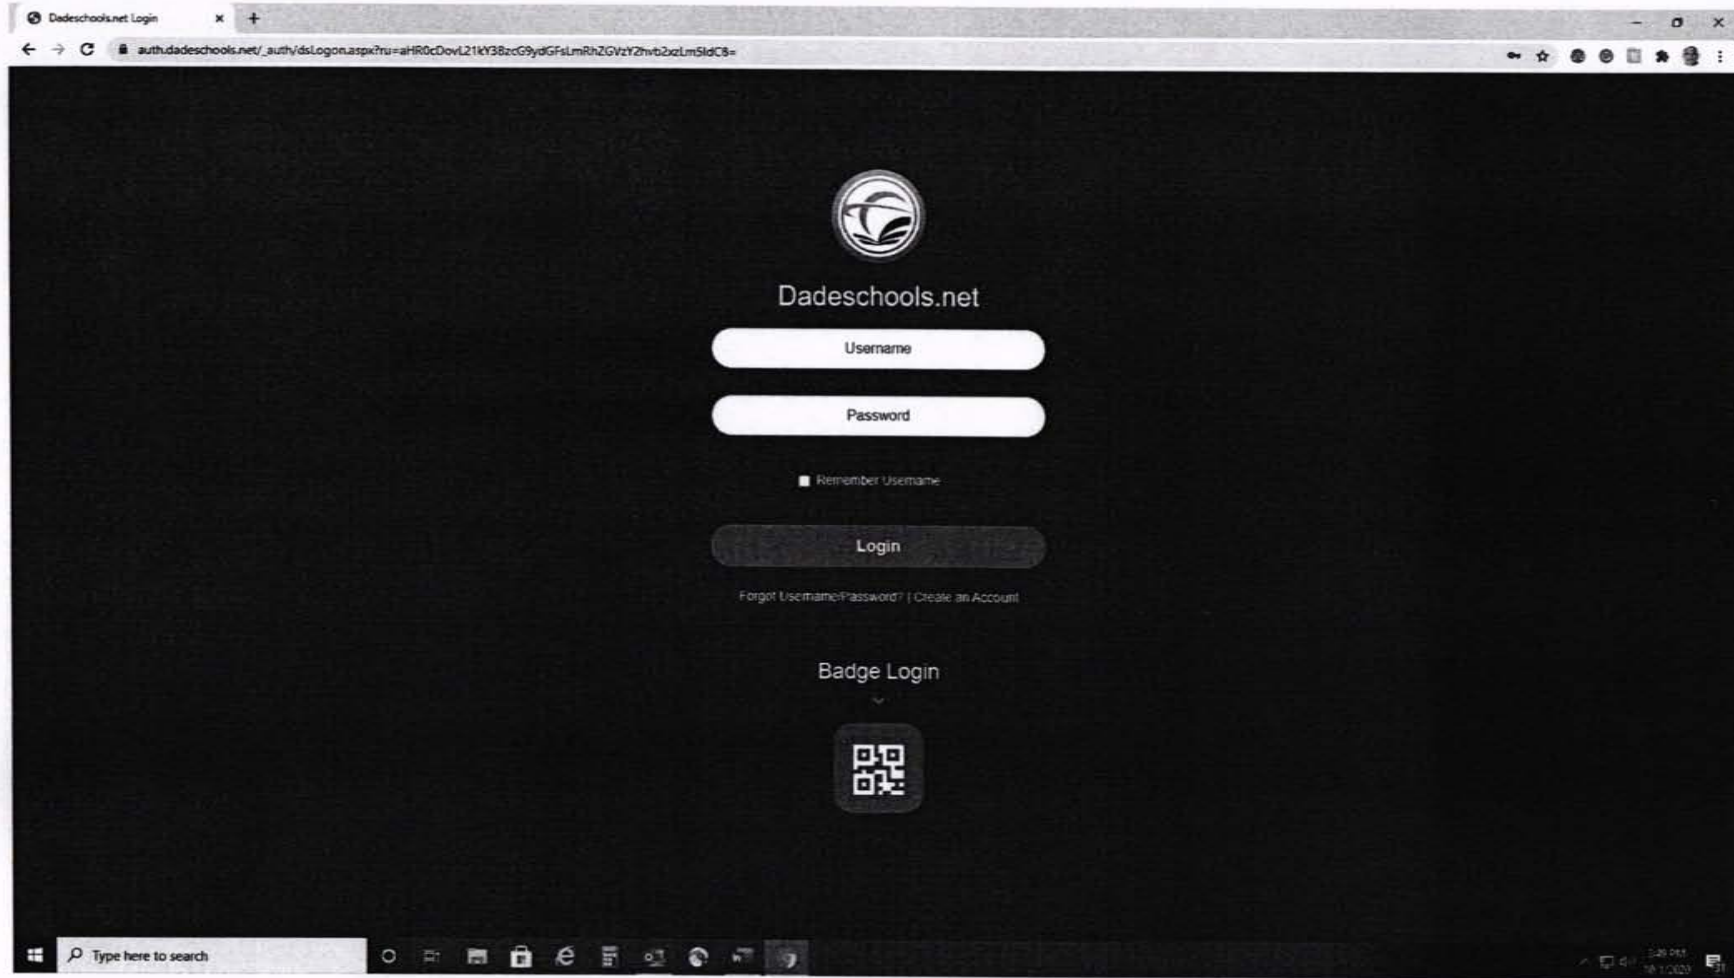 Dadeschools.net Login
auth.dadeschools.net/_auth/dsLogon.aspx?ru=aHR0cDovL21kY3BzcG9ydGFsLmRhZGVzY2hvb2xzLm5ldC8=
Dadeschools.net
Username
Password
Remember Username
Login
Forgot Username/Password? | Create an Account
Badge Login
Type here to search